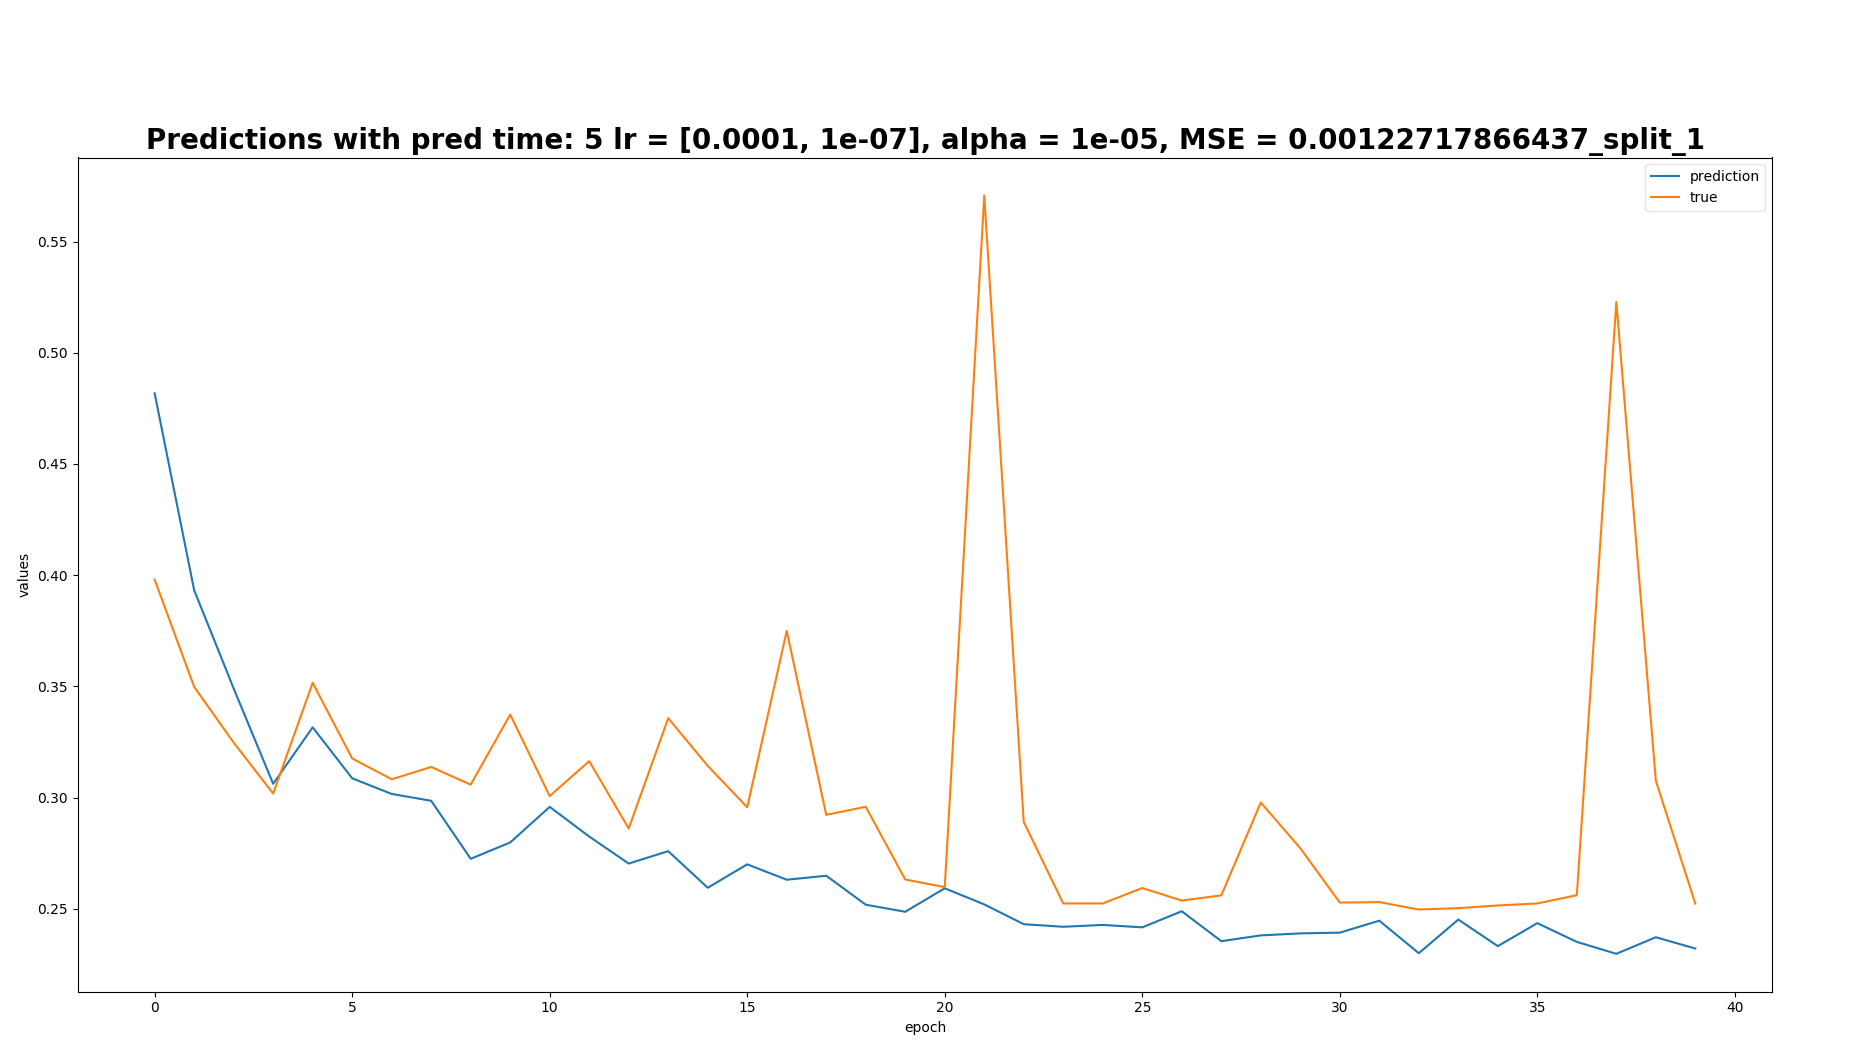 Predictions with pred time: 5 lr = [0.0001, 1e-07], alpha = 1e-05, MSE = 0.00122717866437_split_1
prediction
true
0.55
0.50
0.45
0.40
0.35
0.30
0.25
values
0 5 10 15 20 25 30 35 40
epoch